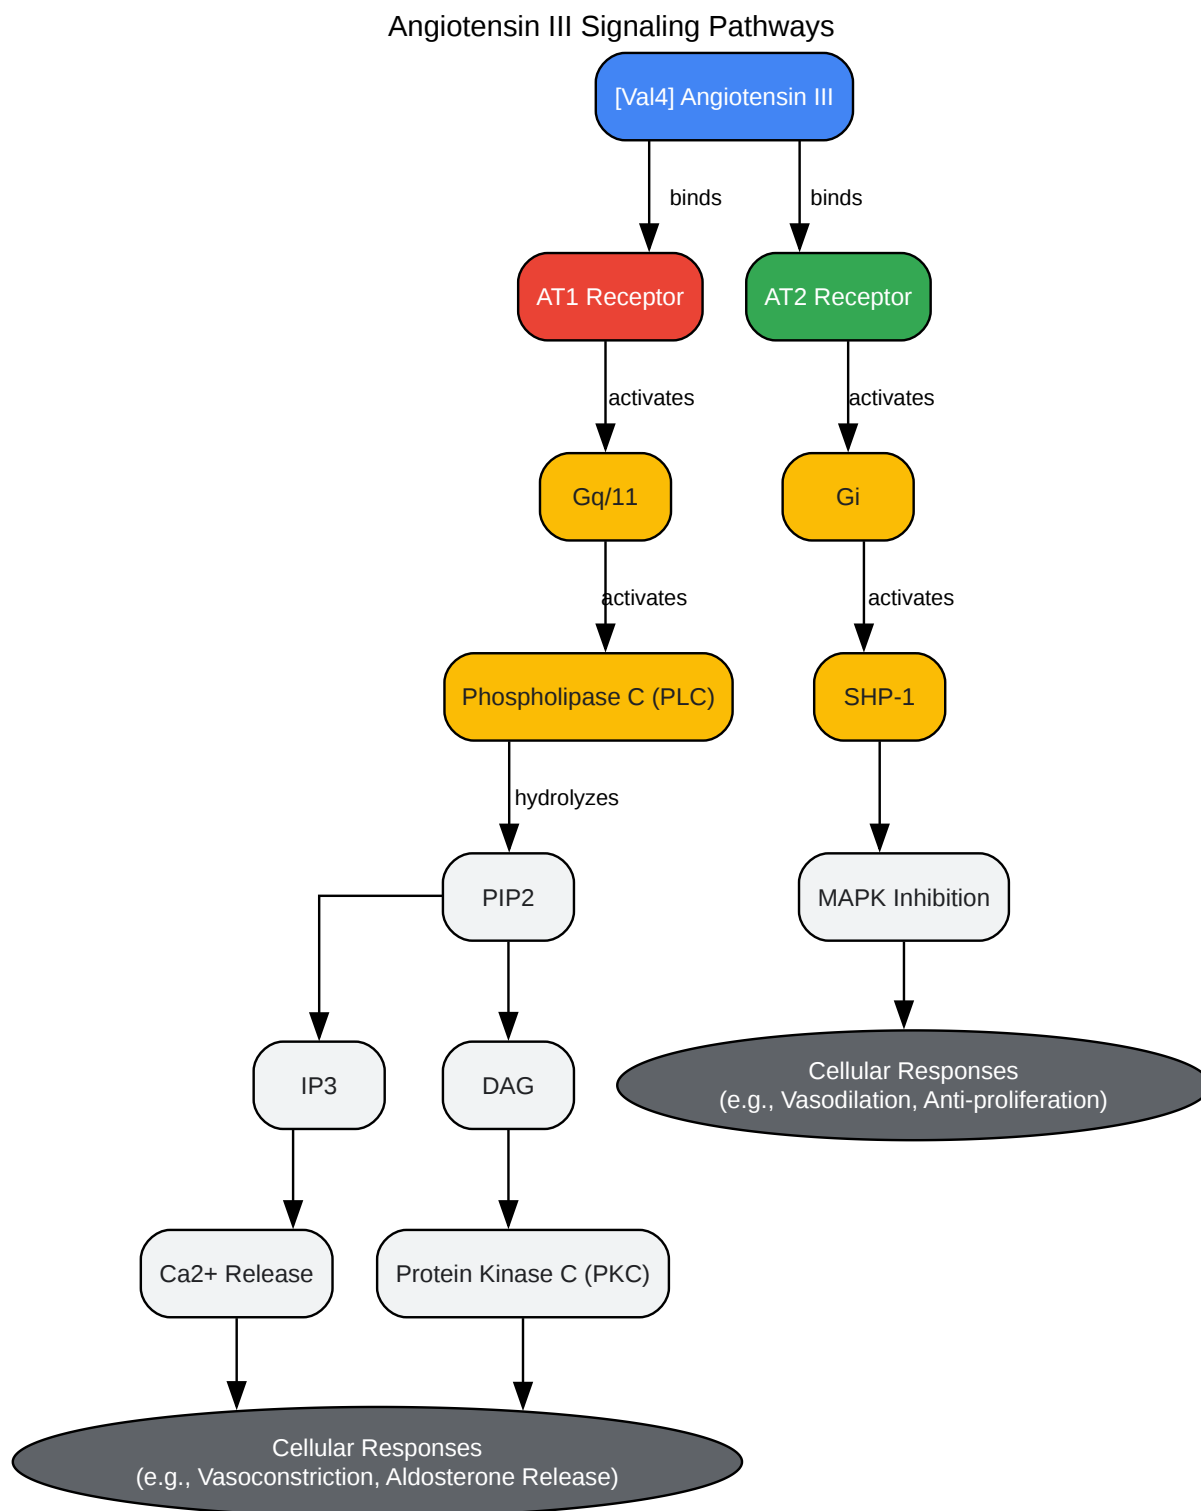 Angiotensin III Signaling Pathways
[Val4] Angiotensin III
binds
binds
AT1 Receptor
AT2 Receptor
activates
activates
Gq/11
Gi
activates
activates
Phospholipase C (PLC)
SHP-1
hydrolyzes
PIP2
MAPK Inhibition
IP3
DAG
Cellular Responses
(e.g., Vasodilation, Anti-proliferation)
Ca2+ Release
Protein Kinase C (PKC)
Cellular Responses
(e.g., Vasoconstriction, Aldosterone Release)